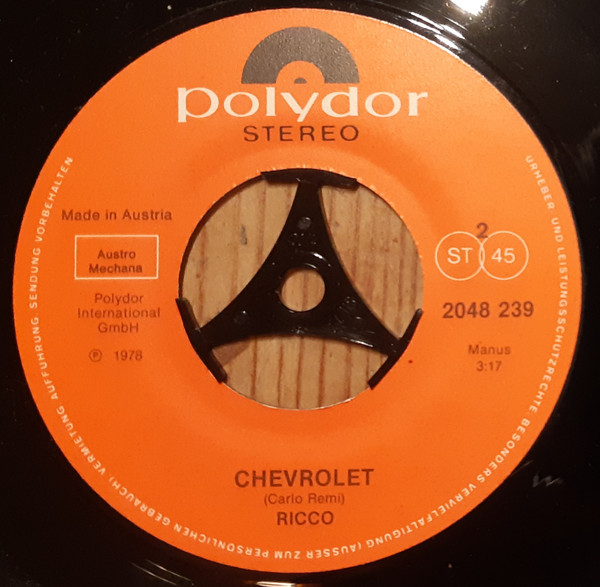 polydor
STEREO
Made in Austria
Austro
Mechana
Polydor
International
GmbH
℗ 1978
2
ST 45
2048 239
Manus
3:17
CHEVROLET
(Carlo Remi)
RICCO
URHEBER- UND LEISTUNGSSCHUTZRECHTE, BESONDERS VERVIELFÄLTIGUNG (AUSSER ZUM PERSÖNLICHEN GEBRAUCH) VERMIETUNG AUFFÜHRUNG, SENDUNG VORBEHALTEN